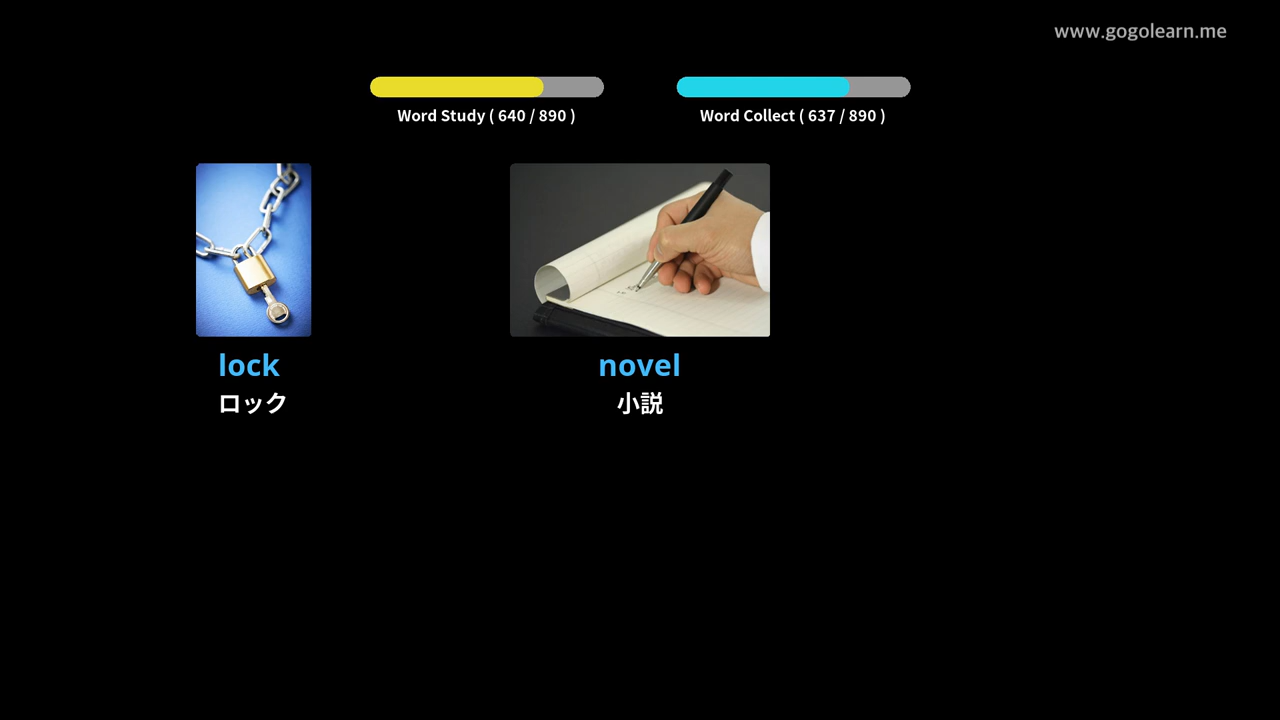 www.gogolearn.me
Word Study ( 640 / 890 )
Word Collect ( 637 / 890 )
lock
ロック
novel
小説